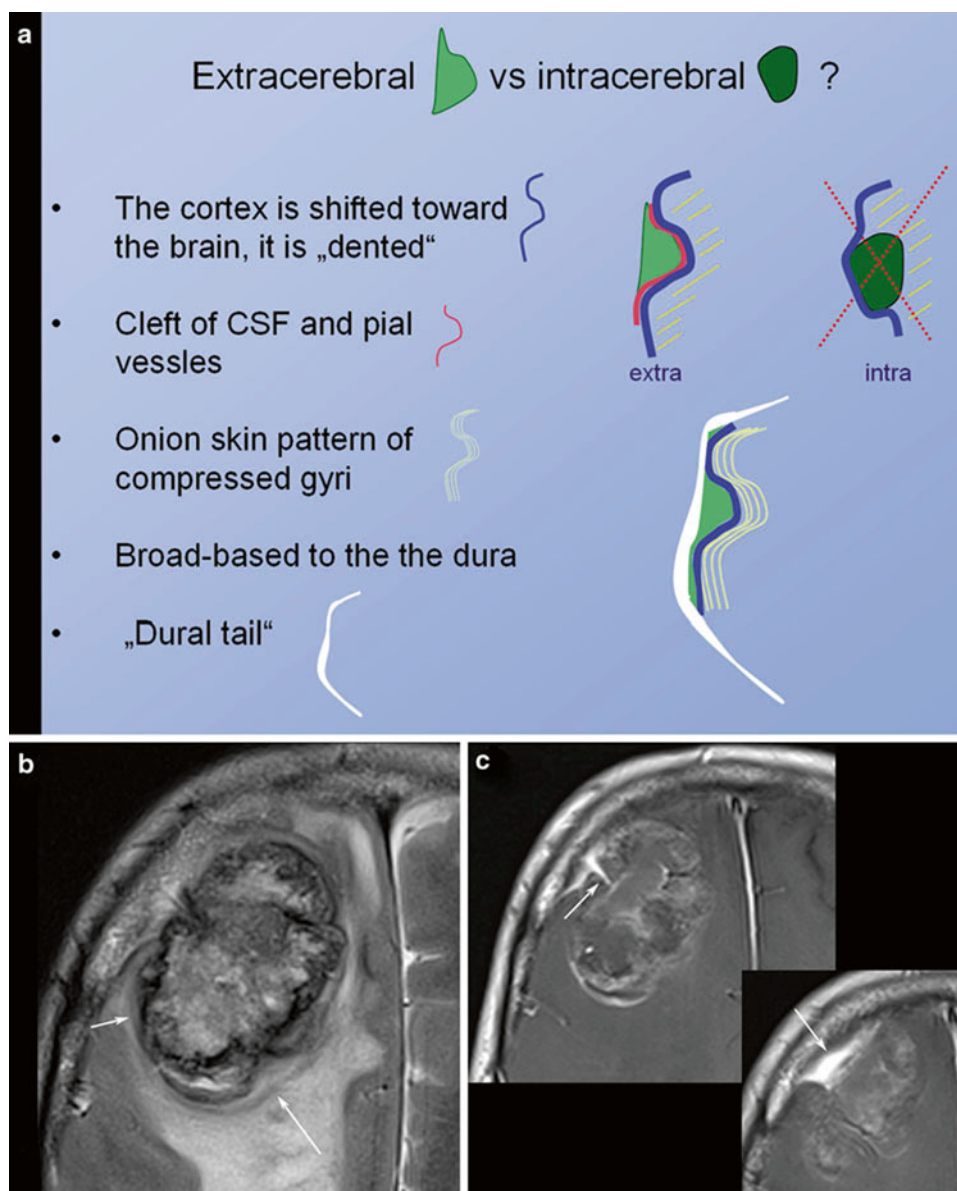 a
Extracerebral vs intracerebral ?
• The cortex is shifted toward
the brain, it is „dented“
• Cleft of CSF and pial
vessles
• Onion skin pattern of
compressed gyri
• Broad-based to the the dura
• „Dural tail“
extra
intra
b
c